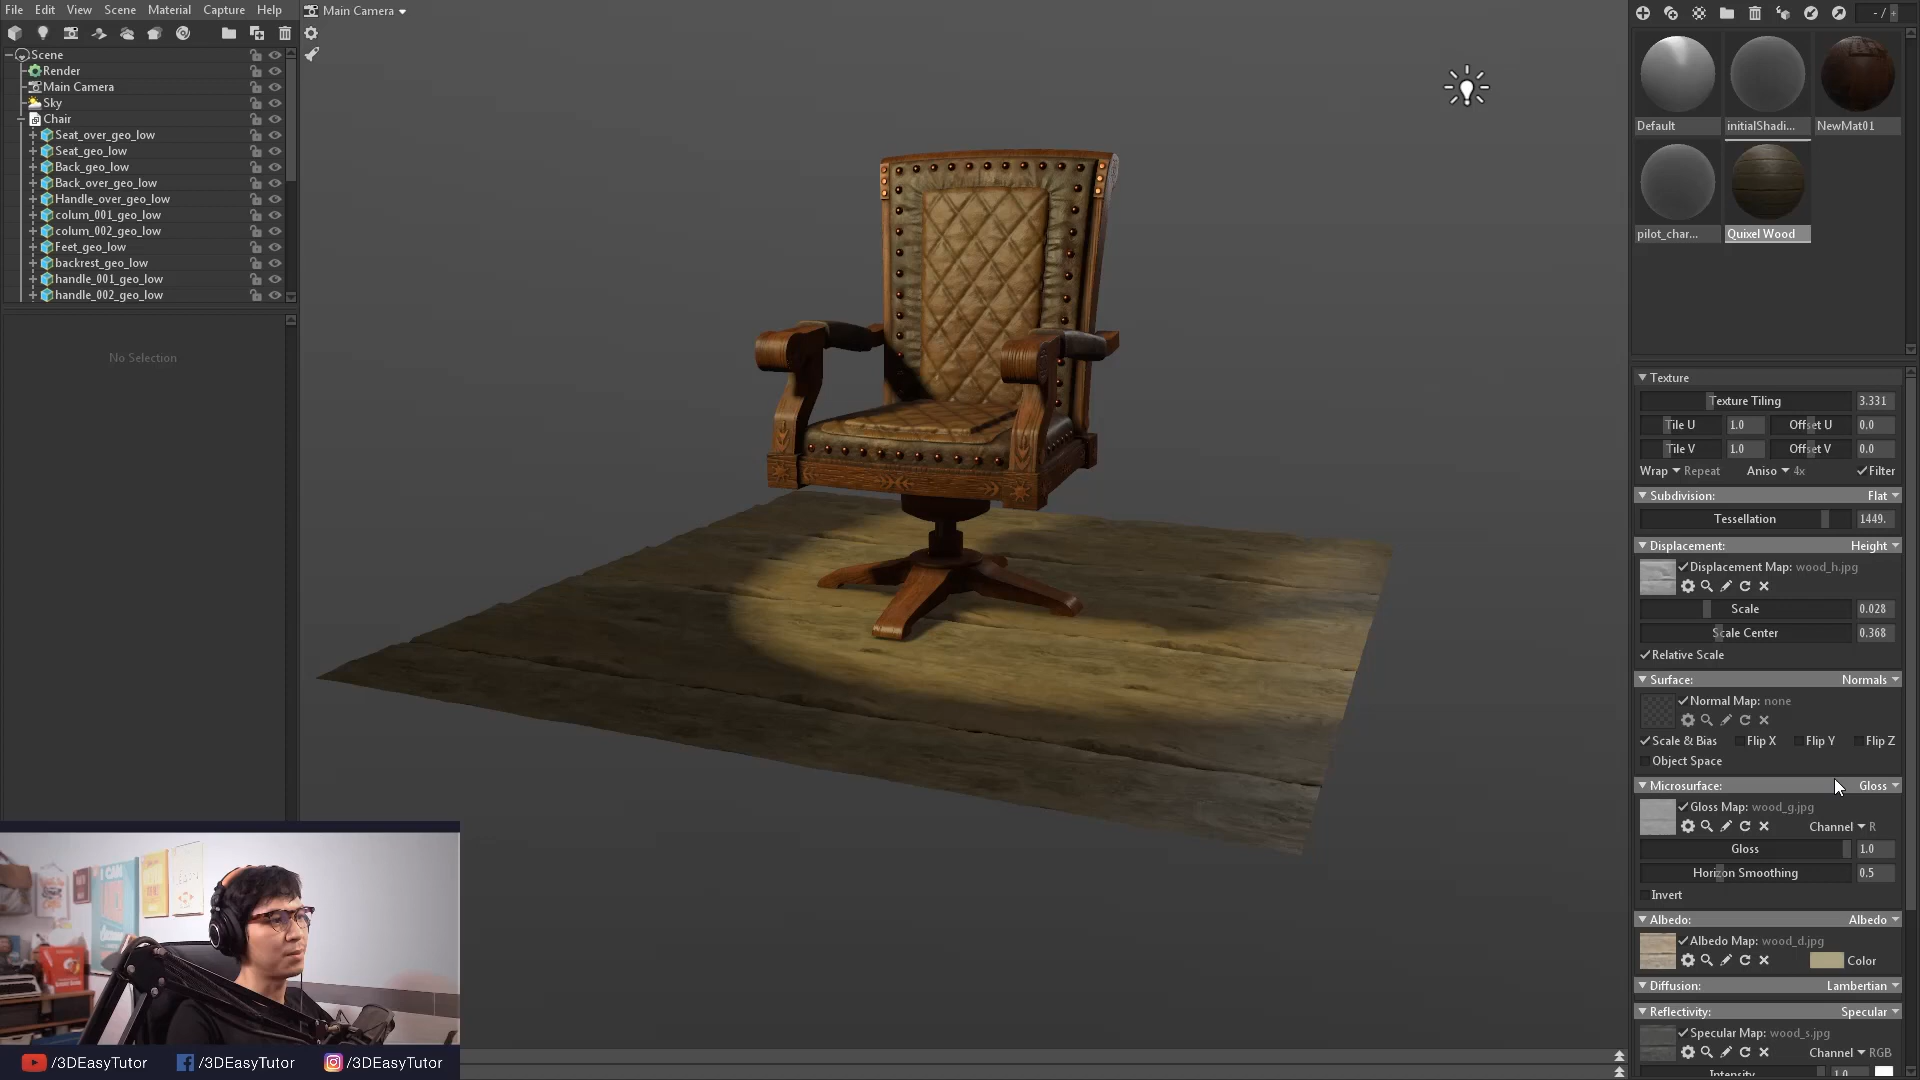 File Edit View Scene Material Capture Help
Main Camera
- /
Scene
Render
Main Camera
Sky
Chair
Seat_over_geo_low
Seat_geo_low
Back_geo_low
Back_over_geo_low
Handle_over_geo_low
colum_001_geo_low
colum_002_geo_low
Feet_geo_low
backrest_geo_low
handle_001_geo_low
handle_002_geo_low
No Selection
Default initialShadi... NewMat01
pilot_char... Quixel Wood
Texture
Texture Tiling 3.331
Tile U 1.0 Offset U 0.0
Tile V 1.0 Offset V 0.0
Wrap Repeat Aniso 4x Filter
Subdivision: Flat
Tessellation 1449.
Displacement: Height
Displacement Map: wood_h.jpg
Scale 0.028
Scale Center 0.368
Relative Scale
Surface: Normals
Normal Map: none
Scale & Bias Flip X Flip Y Flip Z
Object Space
Microsurface: Gloss
Gloss Map: wood_g.jpg
Channel R
Gloss 1.0
Horizon Smoothing 0.5
Invert
Albedo: Albedo
Albedo Map: wood_d.jpg
Color
Diffusion: Lambertian
Reflectivity: Specular
Specular Map: wood_s.jpg
Channel RGB
Intensity 1.0
I CAN
/3DEasyTutor /3DEasyTutor /3DEasyTutor